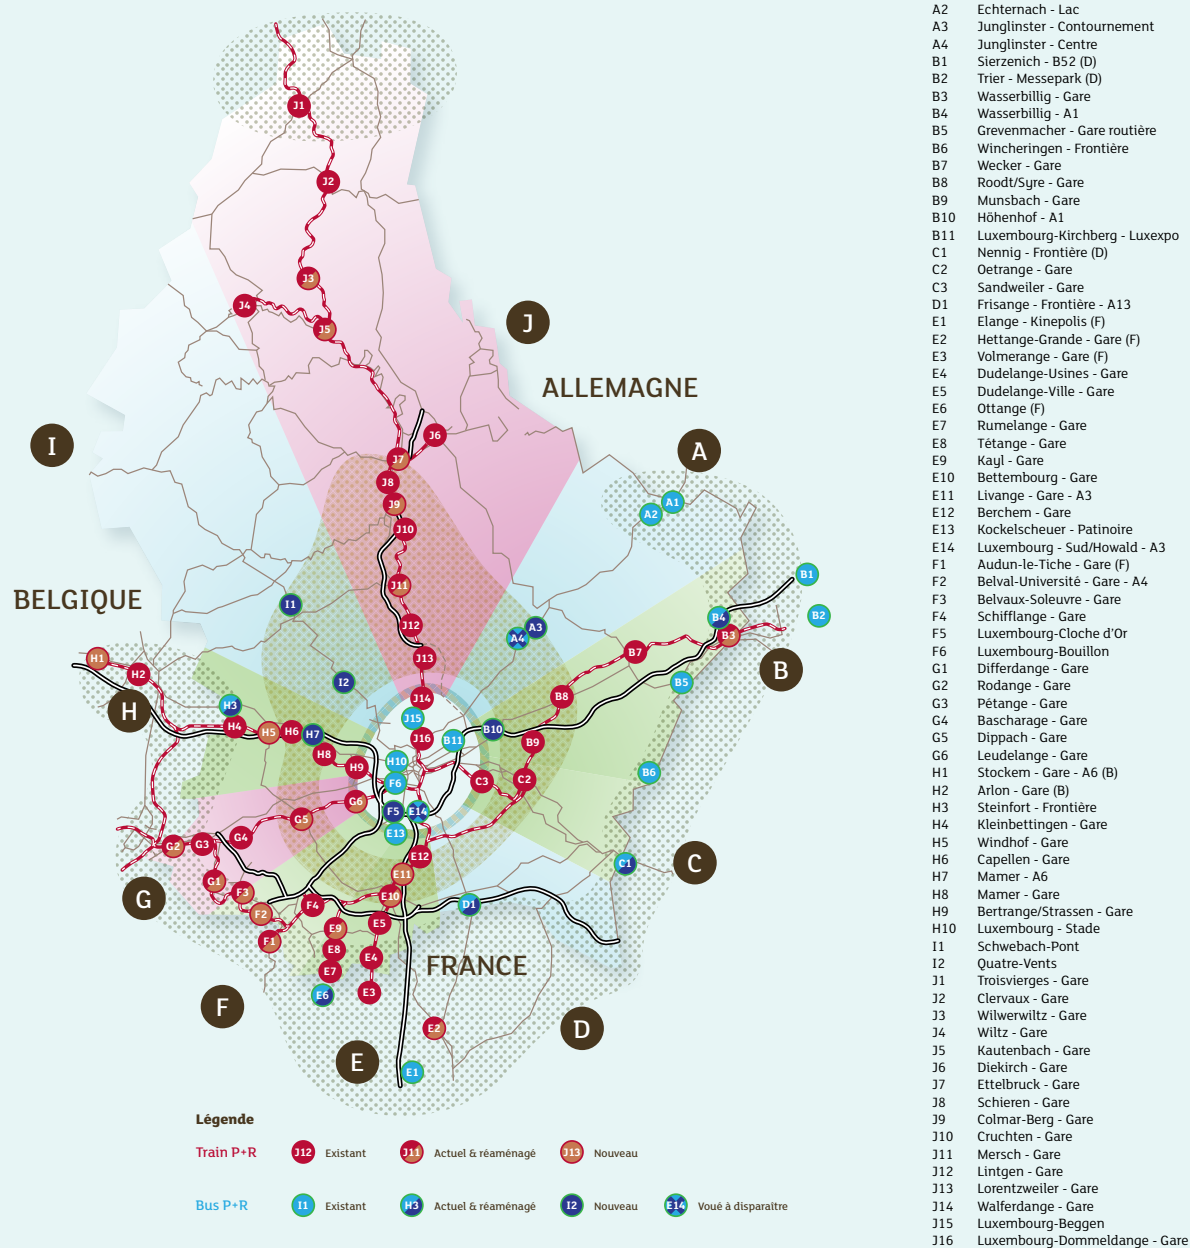 J1
J2
J3
J4
J5
J
ALLEMAGNE
J6
I
A
J7
J8
A1
J9
A2
J10
B1
J11
BELGIQUE
I1
B2
B4
J12
A3
B3
A4
B7
H1
J13
B
H2
I2
B5
B8
J14
H3
H
J15
H4
B10
H5
H6
H7
J16
B11
B9
H8
H10
H9
B6
C2
C3
F6
G6
F5
E14
G5
E13
G4
G2
G3
E12
C1
C
E11
G1
F3
G
E10
F4
D1
F2
E5
E9
F1
E8
E4
FRANCE
E7
E3
E6
F
E2
D
E
E1
Légende
Train P+R
J12 Existant
J11 Actuel & réaménagé
J13 Nouveau
Bus P+R
I1 Existant
H3 Actuel & réaménagé
I2 Nouveau
E14 Voué à disparaître
A2 Echternach - Lac
A3 Junglinster - Contournement
A4 Junglinster - Centre
B1 Sierzenich - B52 (D)
B2 Trier - Messepark (D)
B3 Wasserbillig - Gare
B4 Wasserbillig - A1
B5 Grevenmacher - Gare routière
B6 Wincheringen - Frontière
B7 Wecker - Gare
B8 Roodt/Syre - Gare
B9 Munsbach - Gare
B10 Höhenhof - A1
B11 Luxembourg-Kirchberg - Luxexpo
C1 Nennig - Frontière (D)
C2 Oetrange - Gare
C3 Sandweiler - Gare
D1 Frisange - Frontière - A13
E1 Elange - Kinepolis (F)
E2 Hettange-Grande - Gare (F)
E3 Volmerange - Gare (F)
E4 Dudelange-Usines - Gare
E5 Dudelange-Ville - Gare
E6 Ottange (F)
E7 Rumelange - Gare
E8 Tétange - Gare
E9 Kayl - Gare
E10 Bettembourg - Gare
E11 Livange - Gare - A3
E12 Berchem - Gare
E13 Kockelscheuer - Patinoire
E14 Luxembourg - Sud/Howald - A3
F1 Audun-le-Tiche - Gare (F)
F2 Belval-Université - Gare - A4
F3 Belvaux-Soleuvre - Gare
F4 Schifflange - Gare
F5 Luxembourg-Cloche d'Or
F6 Luxembourg-Bouillon
G1 Differdange - Gare
G2 Rodange - Gare
G3 Pétange - Gare
G4 Bascharage - Gare
G5 Dippach - Gare
G6 Leudelange - Gare
H1 Stockem - Gare - A6 (B)
H2 Arlon - Gare (B)
H3 Steinfort - Frontière
H4 Kleinbettingen - Gare
H5 Windhof - Gare
H6 Capellen - Gare
H7 Mamer - A6
H8 Mamer - Gare
H9 Bertrange/Strassen - Gare
H10 Luxembourg - Stade
I1 Schwebach-Pont
I2 Quatre-Vents
J1 Troisvierges - Gare
J2 Clervaux - Gare
J3 Wilwerwiltz - Gare
J4 Wiltz - Gare
J5 Kautenbach - Gare
J6 Diekirch - Gare
J7 Ettelbruck - Gare
J8 Schieren - Gare
J9 Colmar-Berg - Gare
J10 Cruchten - Gare
J11 Mersch - Gare
J12 Lintgen - Gare
J13 Lorentzweiler - Gare
J14 Walferdange - Gare
J15 Luxembourg-Beggen
J16 Luxembourg-Dommeldange - Gare